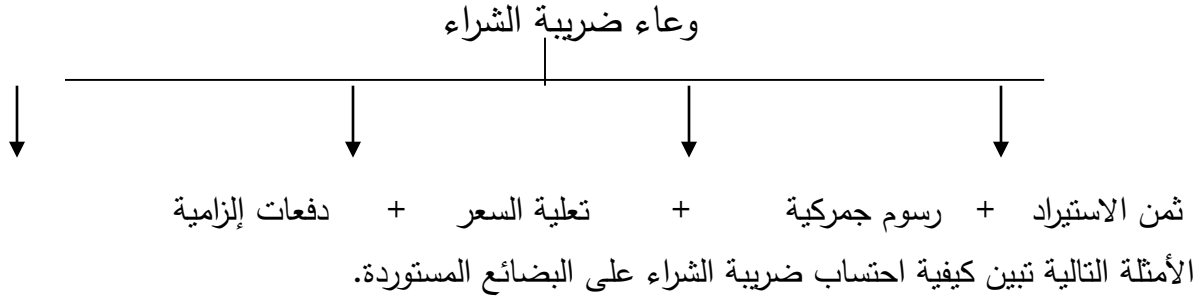 وعاء ضريبة الشراء
ثمن الاستيراد + رسوم جمركية + تعلية السعر + دفعات إلزامية
الأمثلة التالية تبين كيفية احتساب ضريبة الشراء على البضائع المستوردة.